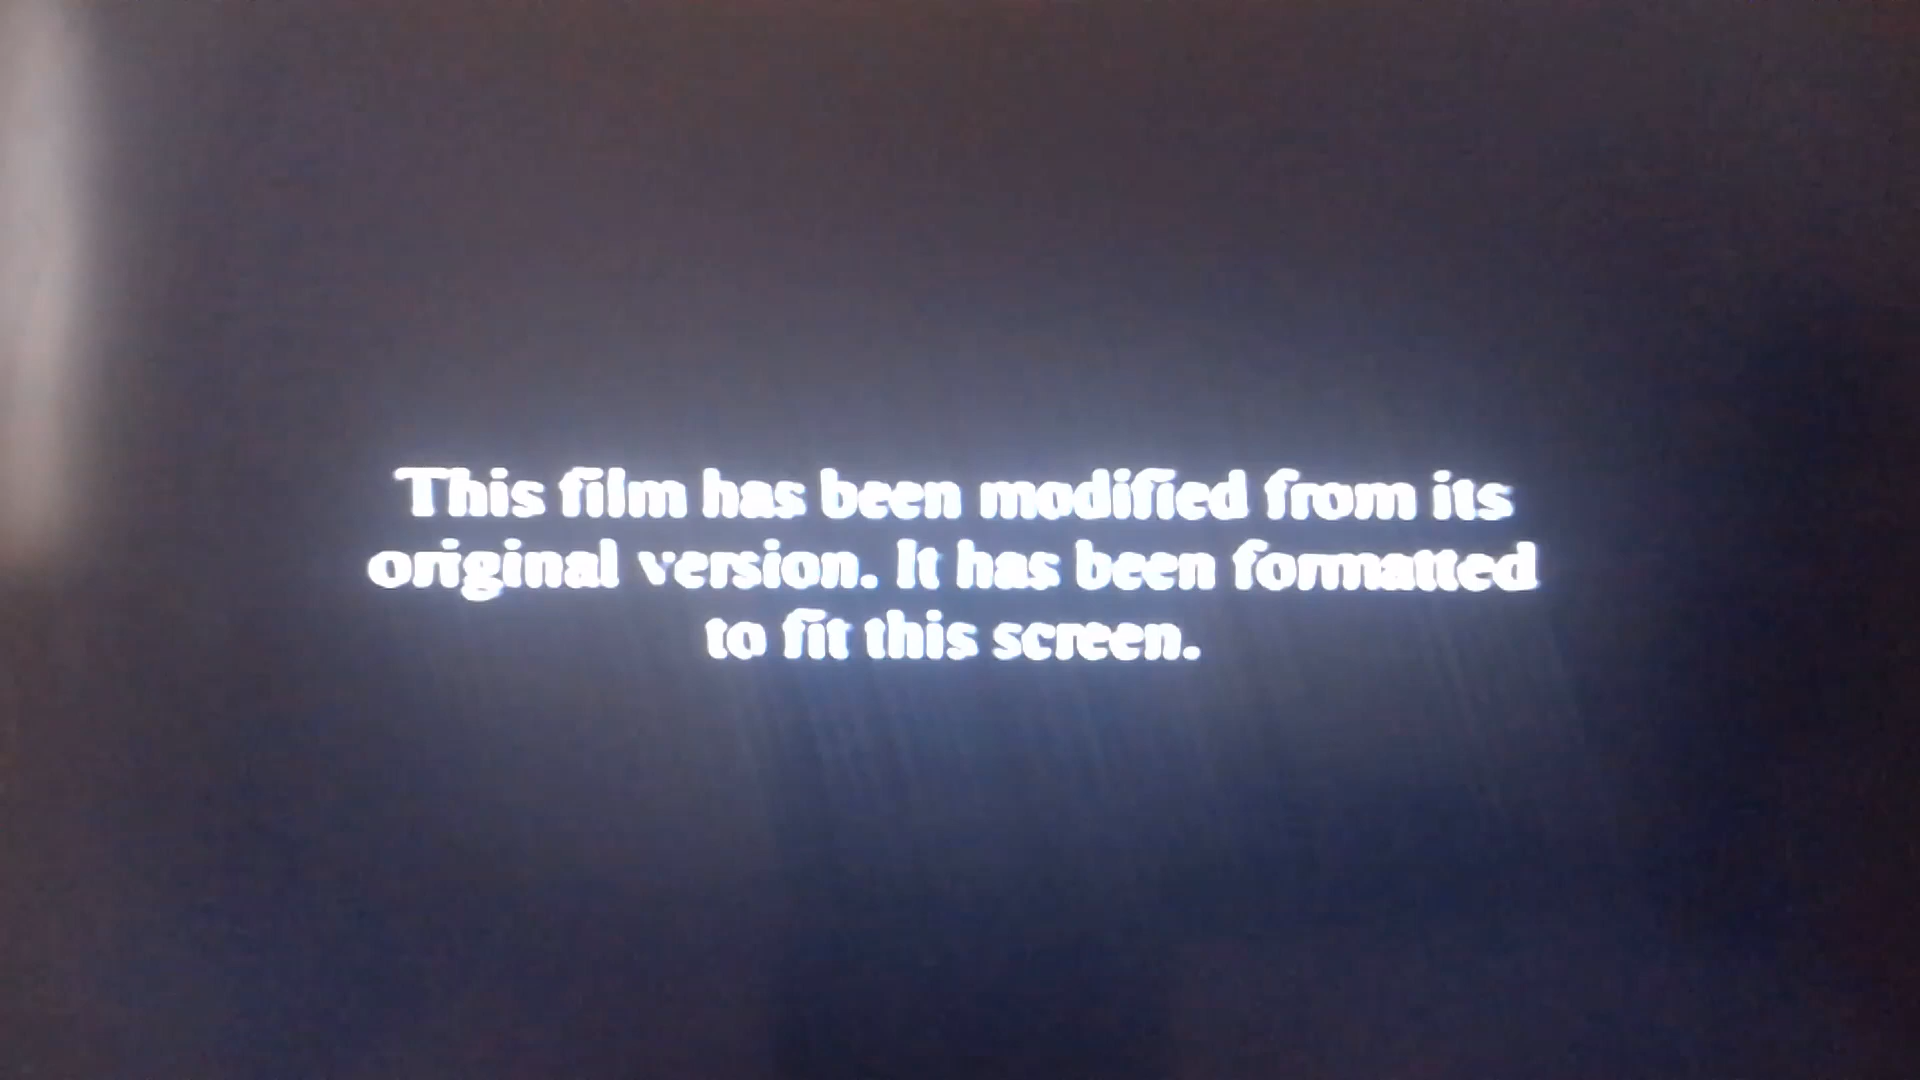 This film has been modified from its
original version. It has been formatted
to fit this screen.